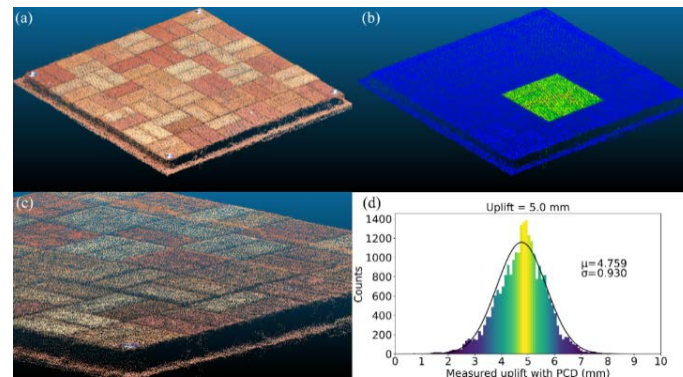 (a)
(b)
(c)
(d)
Uplift = 5.0 mm
1400
1200
1000
800
600
400
200
0
Counts
μ=4.759
σ=0.930
0 1 2 3 4 5 6 7 8 9 10
Measured uplift with PCD (mm)